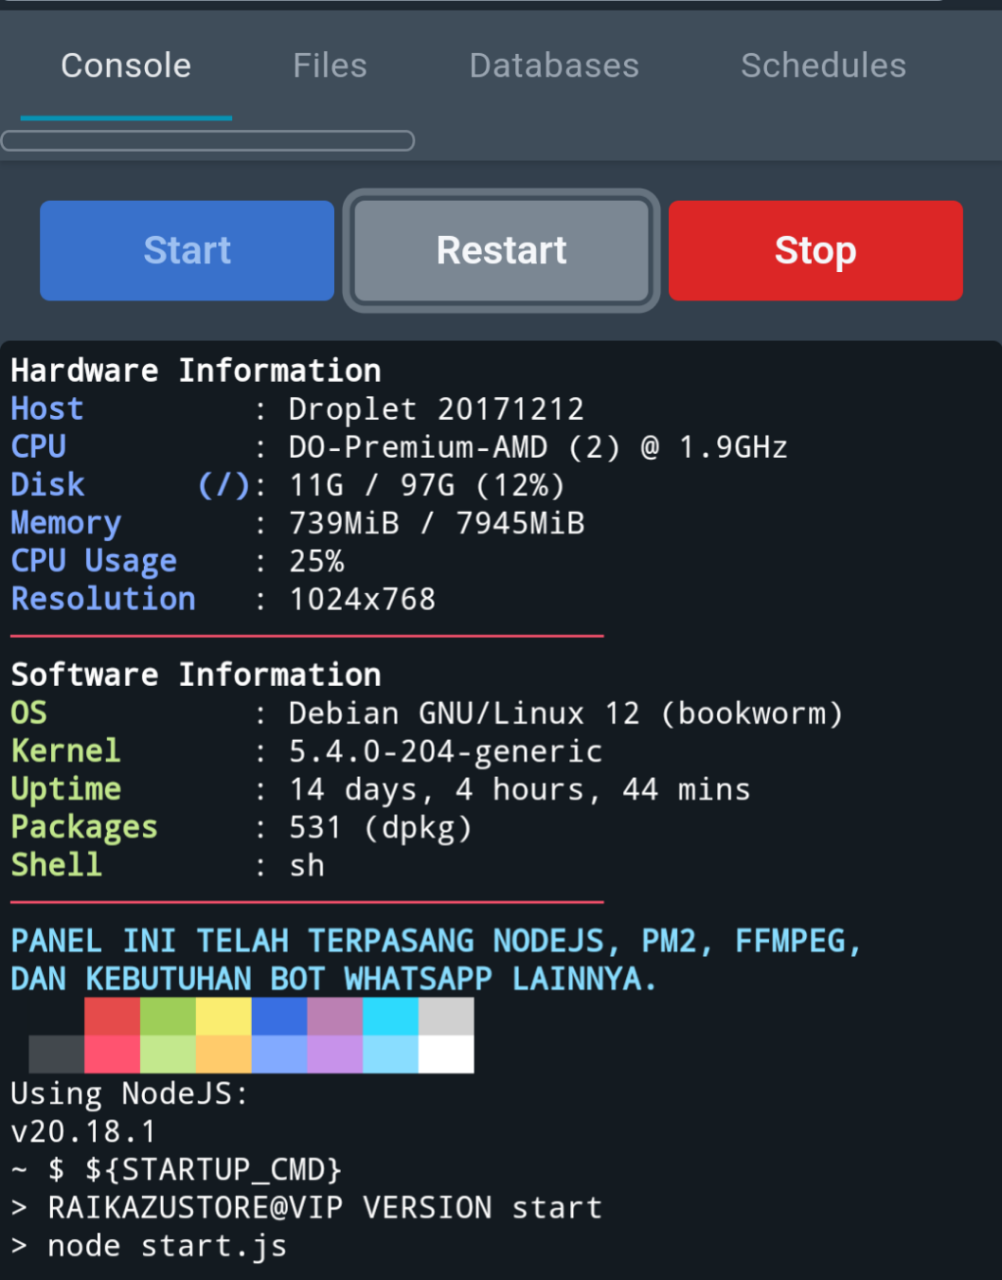 Console Files Databases Schedules
Start Restart Stop
Hardware Information
Host : Droplet 20171212
CPU : DO-Premium-AMD (2) @ 1.9GHz
Disk (/): 11G / 97G (12%)
Memory : 739MiB / 7945MiB
CPU Usage : 25%
Resolution : 1024x768
Software Information
OS : Debian GNU/Linux 12 (bookworm)
Kernel : 5.4.0-204-generic
Uptime : 14 days, 4 hours, 44 mins
Packages : 531 (dpkg)
Shell : sh
PANEL INI TELAH TERPASANG NODEJS, PM2, FFMPEG,
DAN KEBUTUHAN BOT WHATSAPP LAINNYA.
Using NodeJS:
v20.18.1
~ $ ${STARTUP_CMD}
> RAIKAZUSTORE@VIP VERSION start
> node start.js